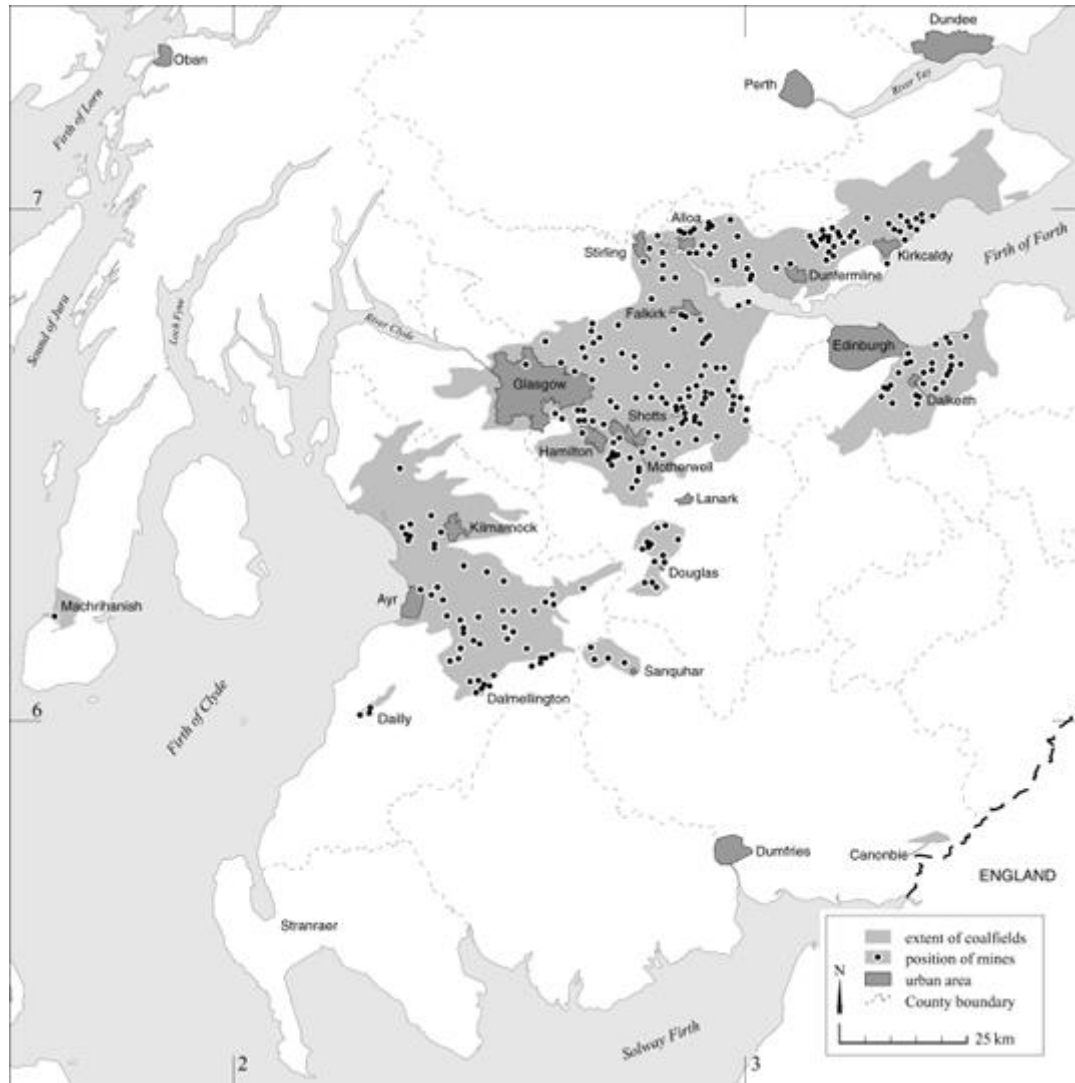 Dundee
Oban
Perth
River Tay
Firth of Lorn
7
Alloa
Stirling
Kirkcaldy
Firth of Forth
Dunfermline
Sound of Jura
Loch Fyne
River Clyde
Falkirk
Edinburgh
Glasgow
Dalkeith
Shotts
Hamilton
Motherwell
Lanark
Kilmarnock
Douglas
Ayr
Machrihanish
Sanquhar
Dalmellington
6
Dailly
Firth of Clyde
Dumfries
Canonbie
ENGLAND
Stranraer
extent of coalfields
position of mines
urban area
County boundary
N
25 km
Solway Firth
2
3